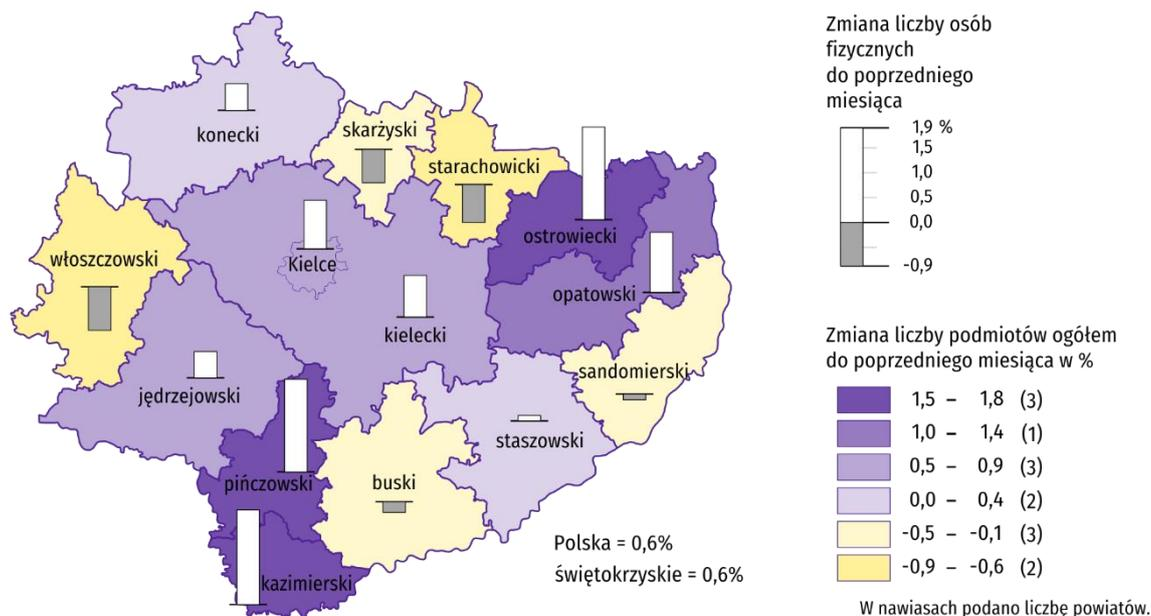 Zmiana liczby osób
fizycznych
do poprzedniego
miesiąca
1,9 %
1,5
1,0
0,5
0,0
-0,9
konecki
skarżyski
starachowicki
ostrowiecki
włoszczowski
Kielce
opatowski
kielecki
sandomierski
jędrzejowski
staszowski
pińczowski
buski
kazimierski
Polska = 0,6%
świętokrzyskie = 0,6%
Zmiana liczby podmiotów ogółem
do poprzedniego miesiąca w %
1,5 – 1,8 (3)
1,0 – 1,4 (1)
0,5 – 0,9 (3)
0,0 – 0,4 (2)
-0,5 – -0,1 (3)
-0,9 – -0,6 (2)
W nawiasach podano liczbę powiatów.